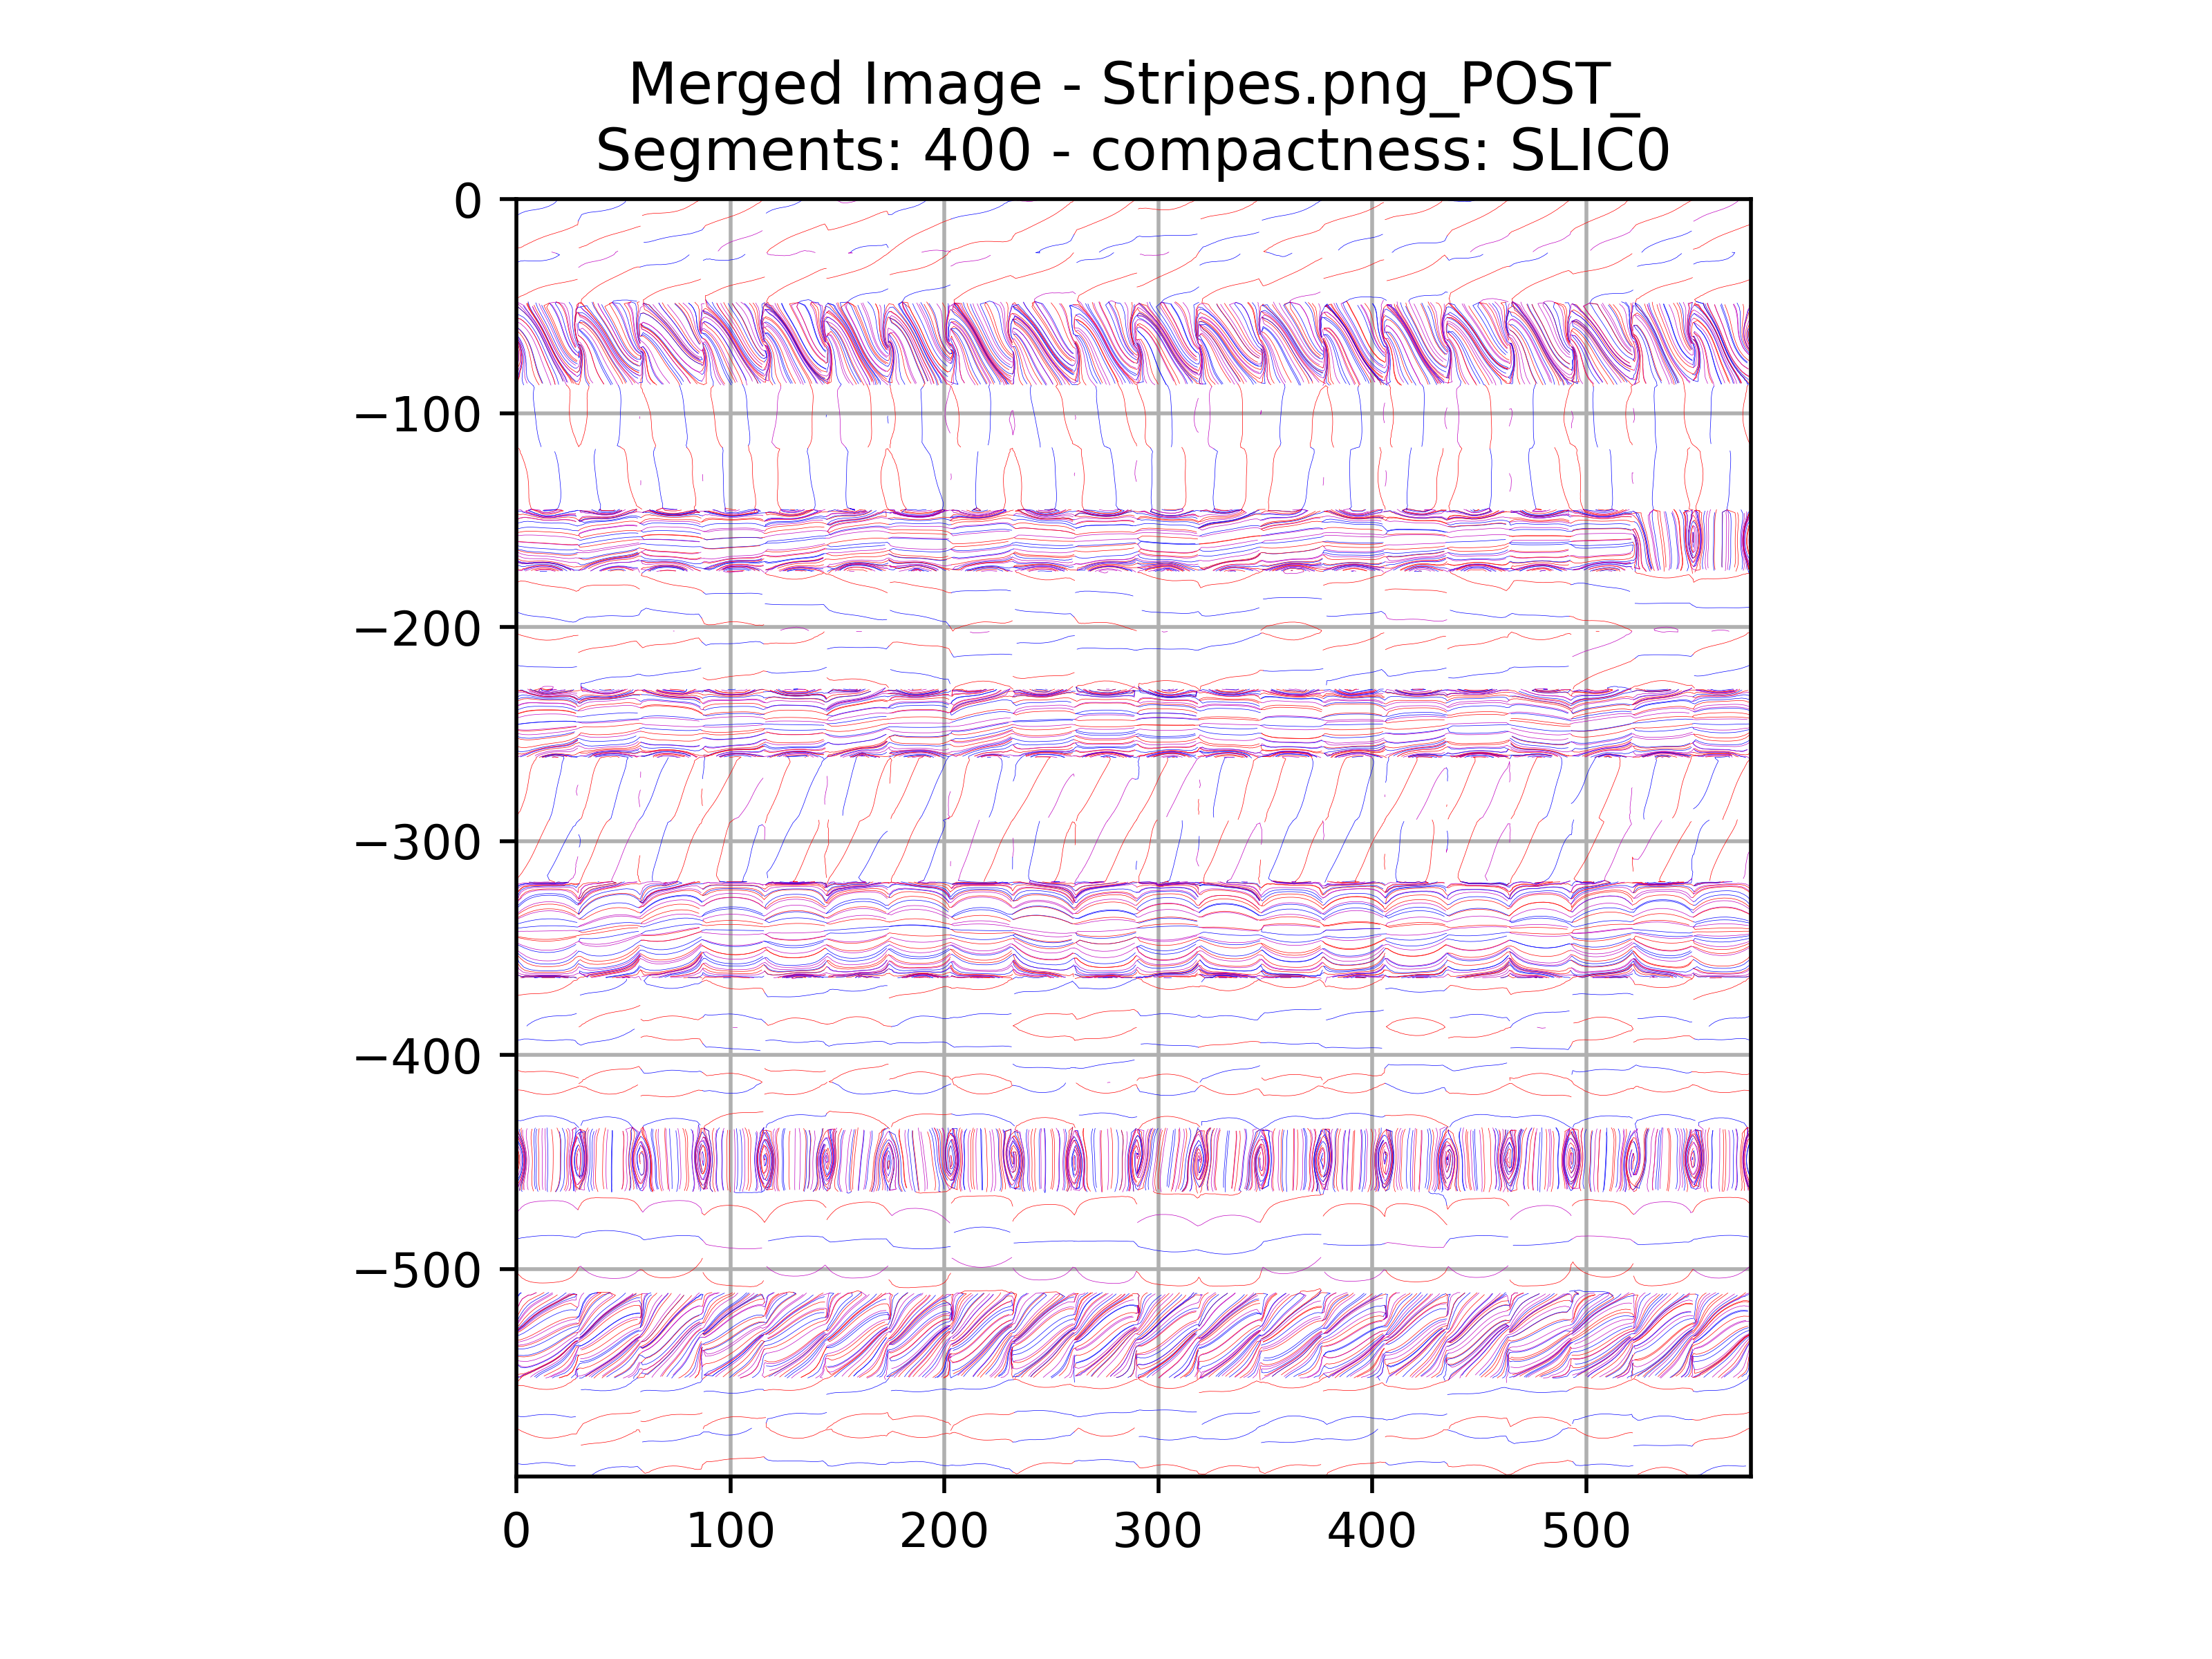 Merged Image - Stripes.png_POST_
Segments: 400 - compactness: SLIC0
0
−100
−200
−300
−400
−500
0 100 200 300 400 500